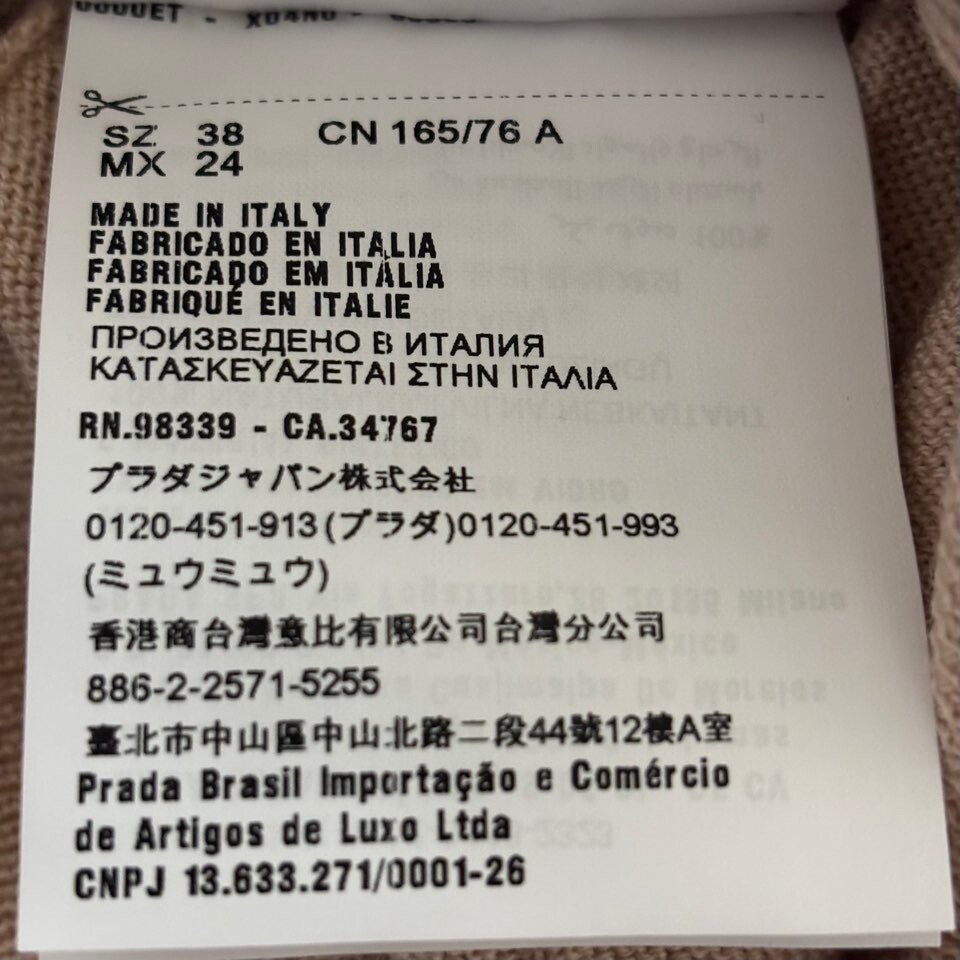 SZ 38 CN 165/76 A
MX 24
MADE IN ITALY
FABRICADO EN ITALIA
FABRICADO EM ITÁLIA
FABRIQUÉ EN ITALIE
ПРОИЗВЕДЕНО В ИТАЛИЯ
ΚΑΤΑΣΚΕΥΑΖΕΤΑΙ ΣΤΗΝ ΙΤΑΛΙΑ
RN.98339 - CA.34767
プラダジャパン株式会社
0120-451-913(プラダ)0120-451-993
(ミュウミュウ)
香港商台灣意比有限公司台灣分公司
886-2-2571-5255
臺北市中山區中山北路二段44號12樓A室
Prada Brasil Importação e Comércio
de Artigos de Luxo Ltda
CNPJ 13.633.271/0001-26